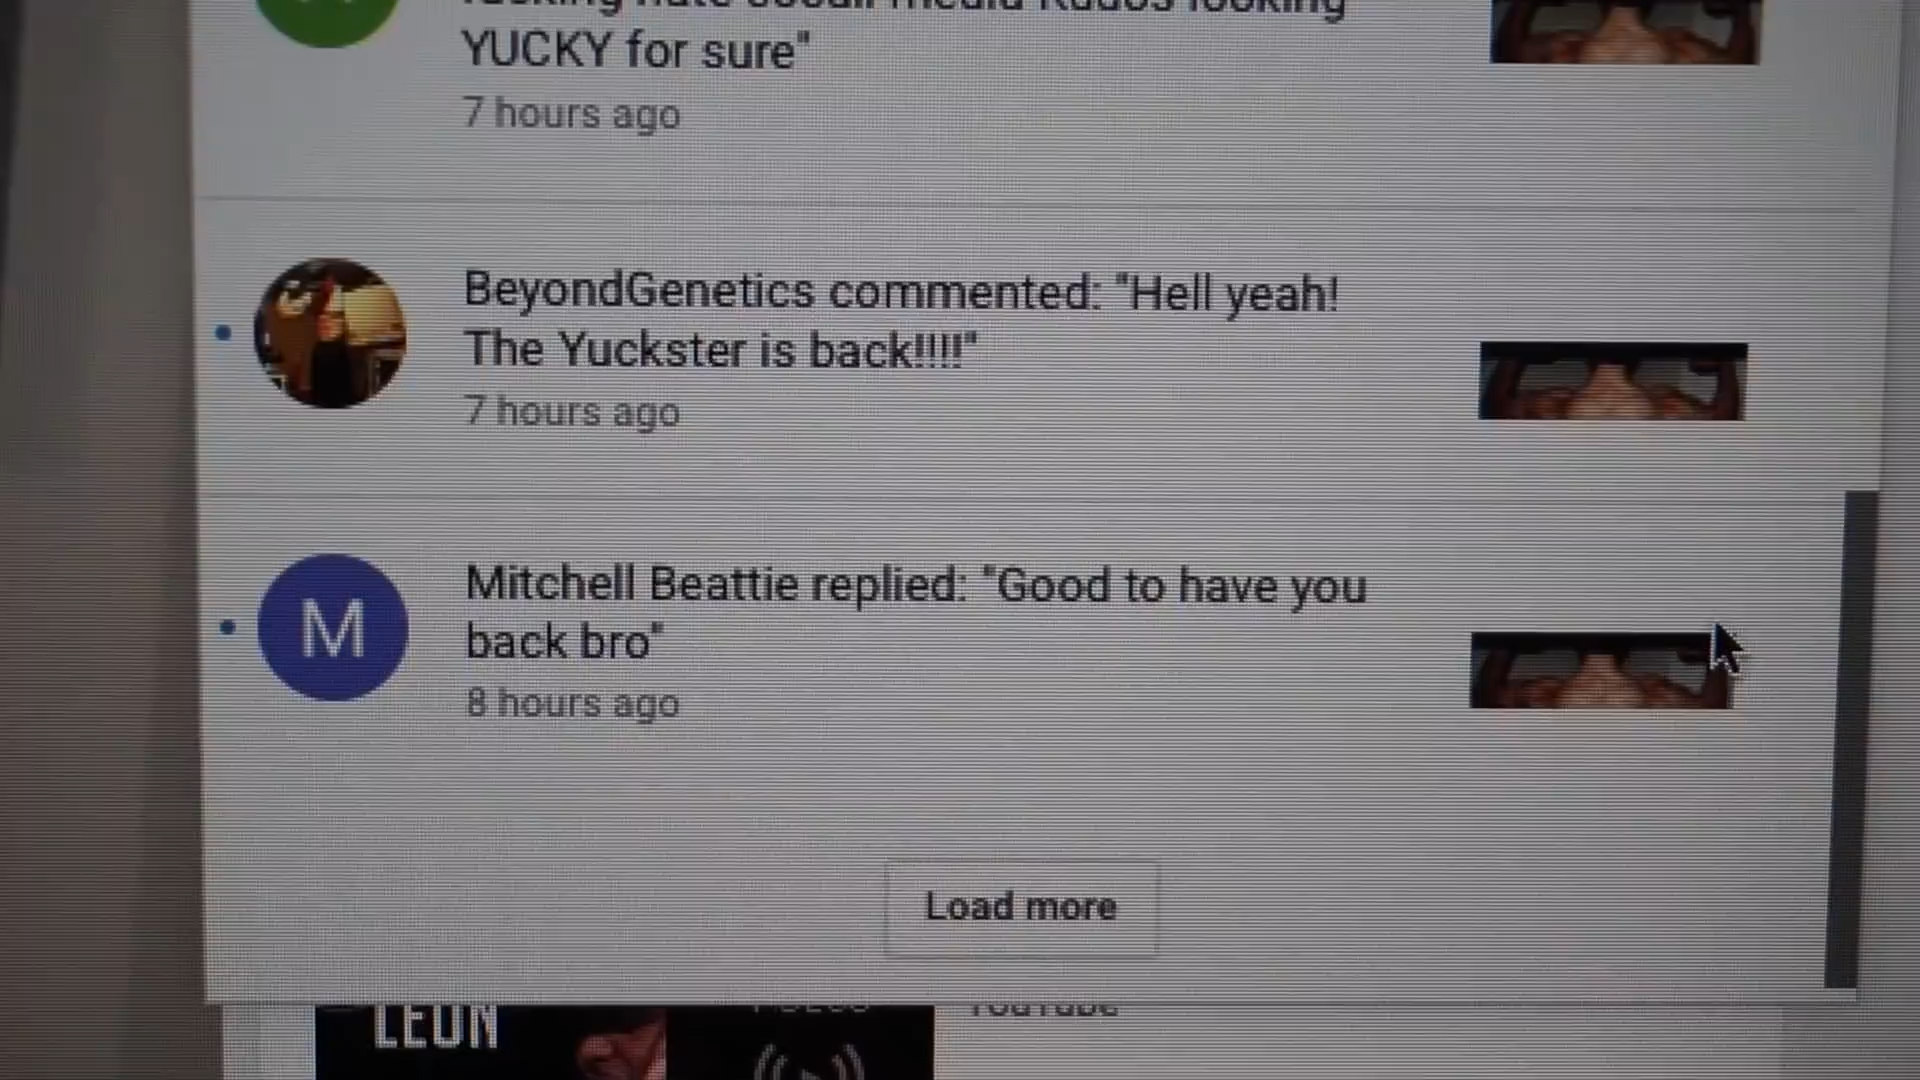 YUCKY for sure"
7 hours ago
BeyondGenetics commented: "Hell yeah!
The Yuckster is back!!!!"
7 hours ago
M
Mitchell Beattie replied: "Good to have you
back bro"
8 hours ago
Load more
LEON
YouTube